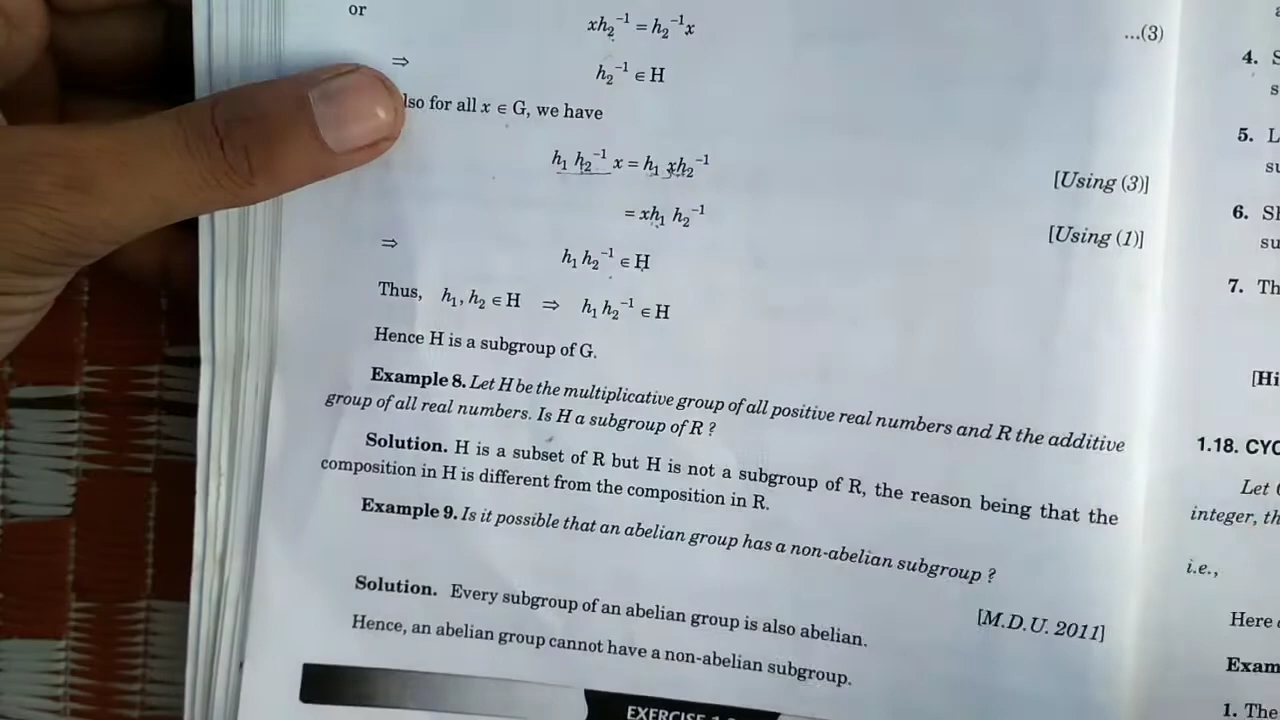 or
xh₂⁻¹ = h₂⁻¹x ...(3)
⇒ h₂⁻¹ ∈ H
lso for all x ∈ G, we have
h₁ h₂⁻¹ x = h₁ xh₂⁻¹ [Using (3)]
= xh₁ h₂⁻¹ [Using (1)]
⇒ h₁ h₂⁻¹ ∈ H
Thus, h₁, h₂ ∈ H ⇒ h₁ h₂⁻¹ ∈ H
Hence H is a subgroup of G.
Example 8. Let H be the multiplicative group of all positive real numbers and R the additive
group of all real numbers. Is H a subgroup of R ?
Solution. H is a subset of R but H is not a subgroup of R, the reason being that the
composition in H is different from the composition in R.
Example 9. Is it possible that an abelian group has a non-abelian subgroup ?
[M.D.U. 2011]
Solution. Every subgroup of an abelian group is also abelian.
Hence, an abelian group cannot have a non-abelian subgroup.
EXERCISE
4. S
s
5. L
su
6. Sh
su
7. Th
[Hi
1.18. CYC
Let
integer, th
i.e.,
Here
Exam
1. The